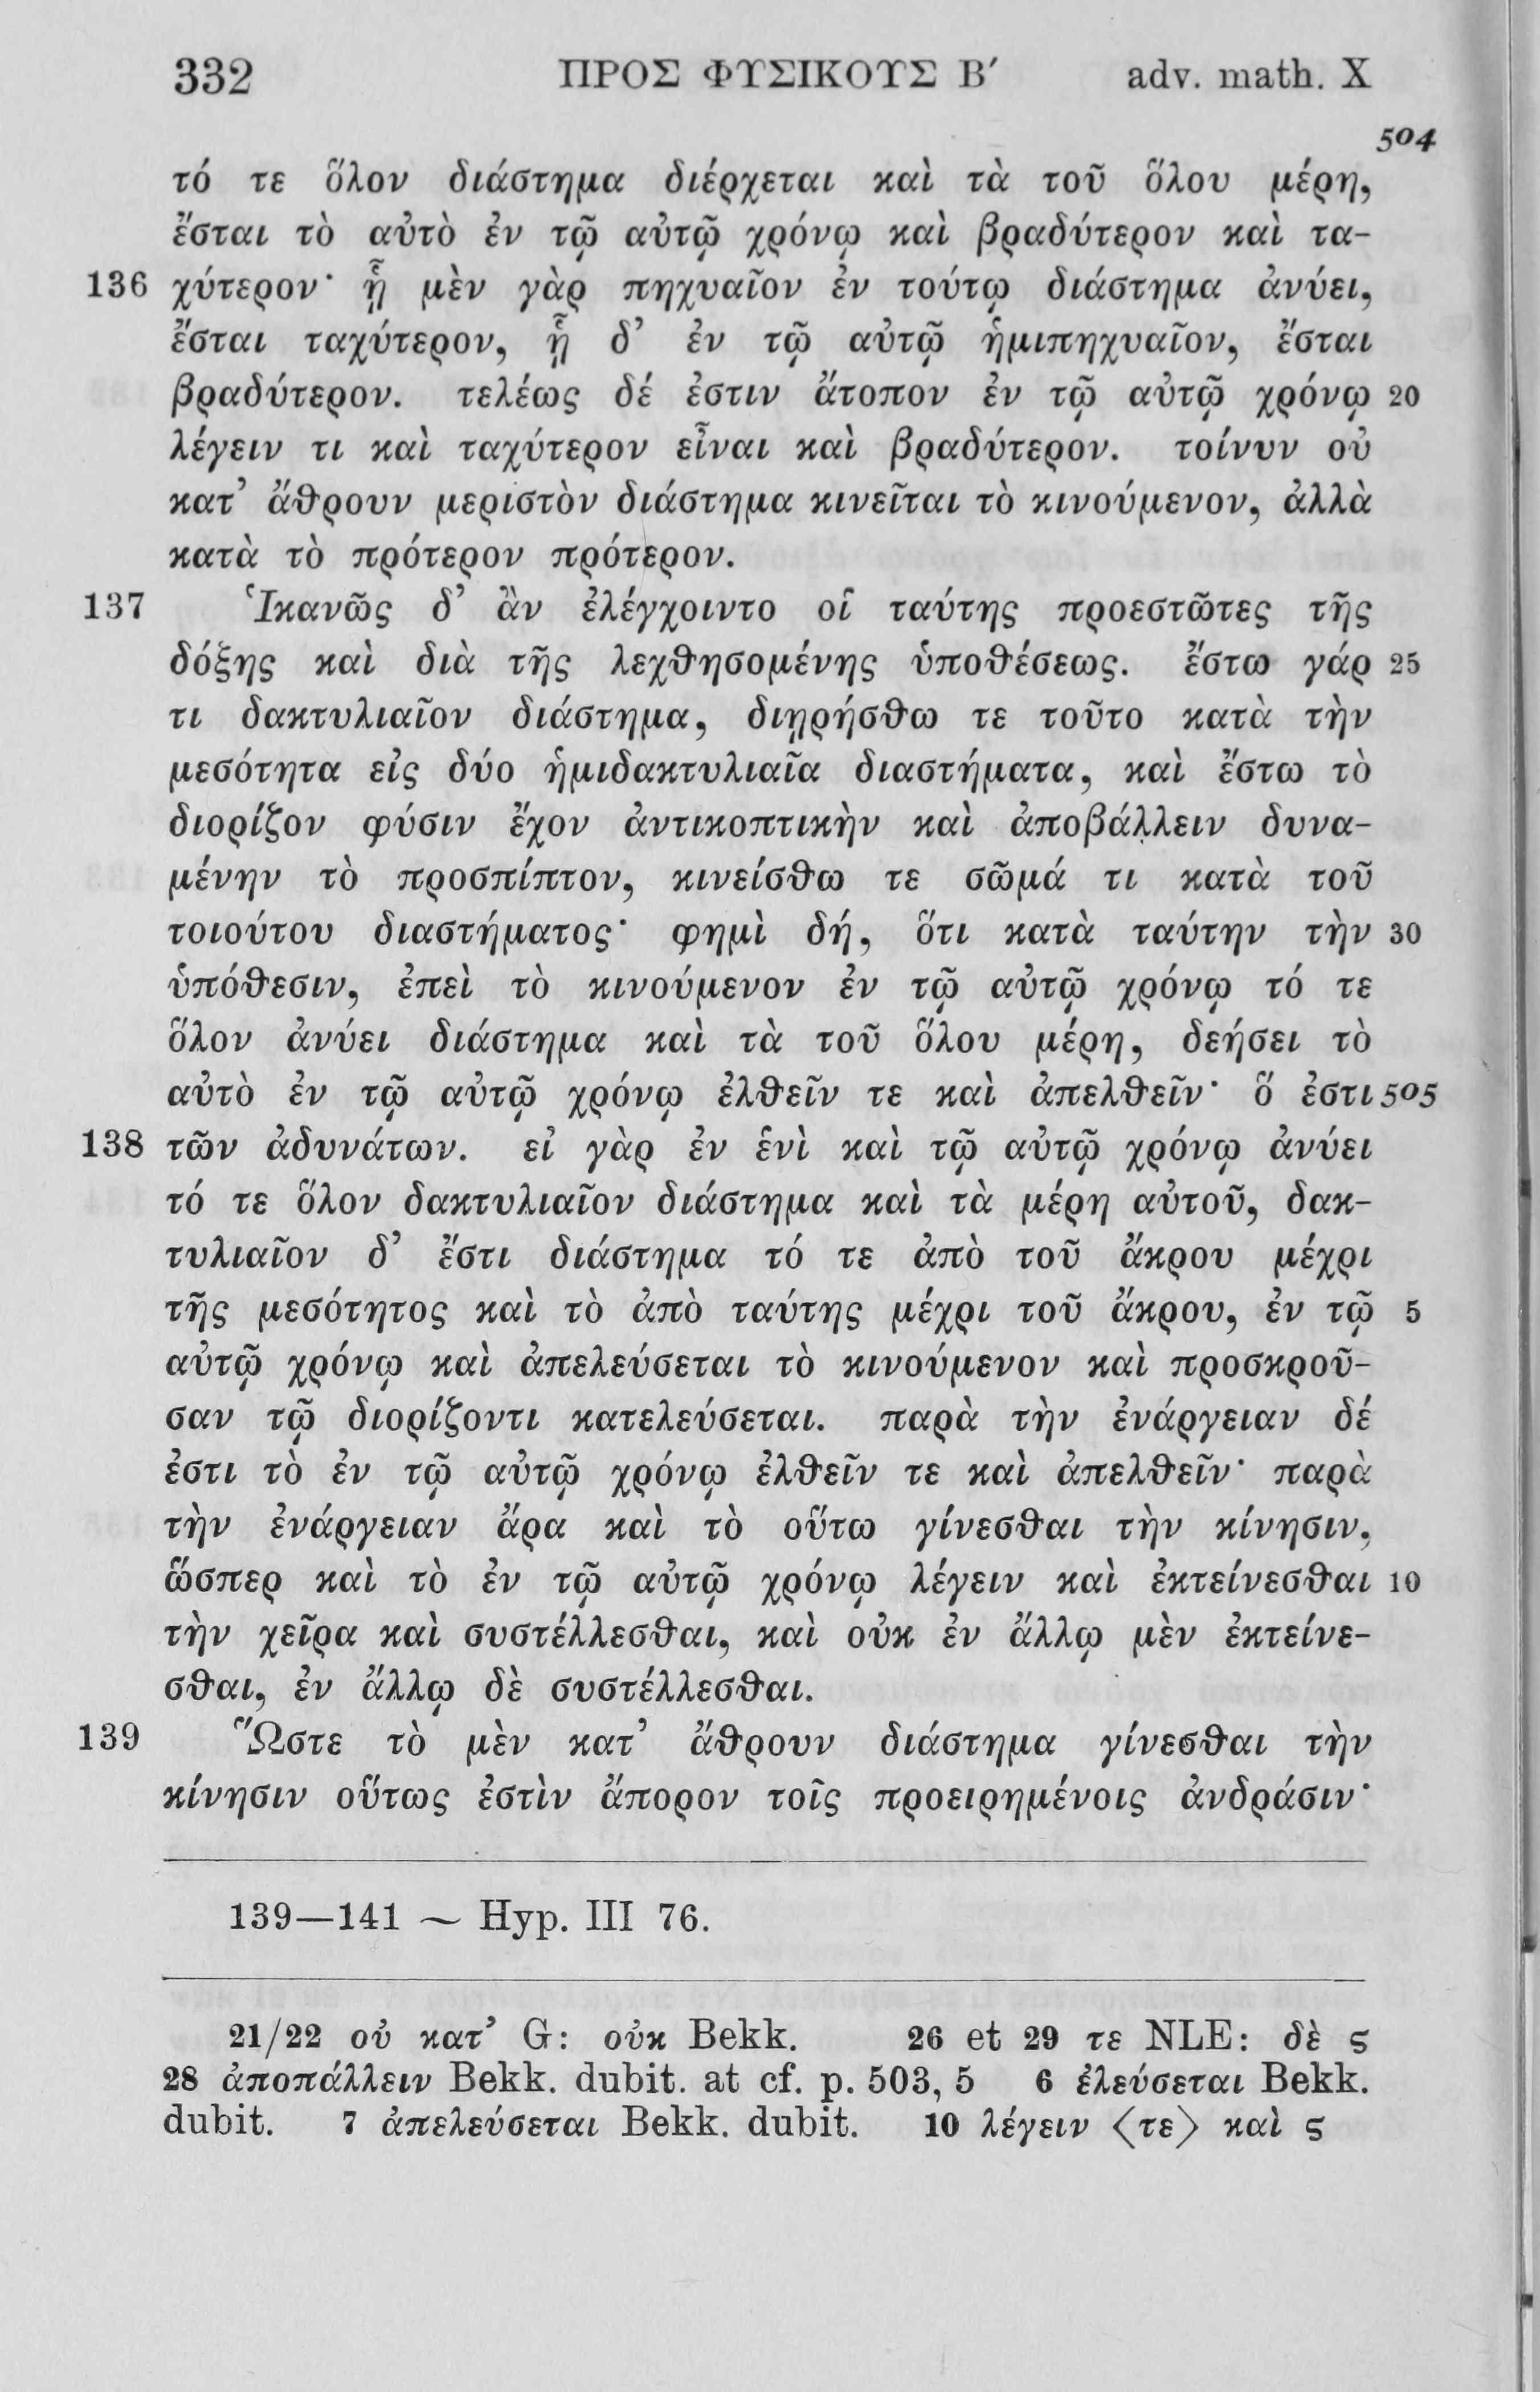 332 ΠΡΟΣ ΦΥΣΙΚΟΥΣ Β′ adv. math. X
504
τό τε ὅλον διάστημα διέρχεται καὶ τὰ τοῦ ὅλου μέρη,
ἔσται τὸ αὐτὸ ἐν τῷ αὐτῷ χρόνῳ καὶ βραδύτερον καὶ τα-
136 χύτερον· ᾗ μὲν γὰρ πηχυαῖον ἐν τούτῳ διάστημα ἀνύει,
ἔσται ταχύτερον, ᾗ δ’ ἐν τῷ αὐτῷ ἡμιπηχυαῖον, ἔσται
βραδύτερον. τελέως δέ ἐστιν ἄτοπον ἐν τῷ αὐτῷ χρόνῳ 20
λέγειν τι καὶ ταχύτερον εἶναι καὶ βραδύτερον. τοίνυν οὐ
κατ’ ἄθρουν μεριστὸν διάστημα κινεῖται τὸ κινούμενον, ἀλλὰ
κατὰ τὸ πρότερον πρότερον.
137 Ἱκανῶς δ’ ἂν ἐλέγχοιντο οἱ ταύτης προεστῶτες τῆς
δόξης καὶ διὰ τῆς λεχθησομένης ὑποθέσεως. ἔστω γάρ 25
τι δακτυλιαῖον διάστημα, διῃρήσθω τε τοῦτο κατὰ τὴν
μεσότητα εἰς δύο ἡμιδακτυλιαῖα διαστήματα, καὶ ἔστω τὸ
διορίζον φύσιν ἔχον ἀντικοπτικὴν καὶ ἀποβάλλειν δυνα-
μένην τὸ προσπίπτον, κινείσθω τε σῶμά τι κατὰ τοῦ
τοιούτου διαστήματος· φημὶ δή, ὅτι κατὰ ταύτην τὴν 30
ὑπόθεσιν, ἐπεὶ τὸ κινούμενον ἐν τῷ αὐτῷ χρόνῳ τό τε
ὅλον ἀνύει διάστημα καὶ τὰ τοῦ ὅλου μέρη, δεήσει τὸ
αὐτὸ ἐν τῷ αὐτῷ χρόνῳ ἐλθεῖν τε καὶ ἀπελθεῖν· ὅ ἐστι 505
138 τῶν ἀδυνάτων. εἰ γὰρ ἐν ἑνὶ καὶ τῷ αὐτῷ χρόνῳ ἀνύει
τό τε ὅλον δακτυλιαῖον διάστημα καὶ τὰ μέρη αὐτοῦ, δακ-
τυλιαῖον δ’ ἔστι διάστημα τό τε ἀπὸ τοῦ ἄκρου μέχρι
τῆς μεσότητος καὶ τὸ ἀπὸ ταύτης μέχρι τοῦ ἄκρου, ἐν τῷ 5
αὐτῷ χρόνῳ καὶ ἀπελεύσεται τὸ κινούμενον καὶ προσκροῦ-
σαν τῷ διορίζοντι κατελεύσεται. παρὰ τὴν ἐνάργειαν δέ
ἐστι τὸ ἐν τῷ αὐτῷ χρόνῳ ἐλθεῖν τε καὶ ἀπελθεῖν· παρὰ
τὴν ἐνάργειαν ἄρα καὶ τὸ οὕτω γίνεσθαι τὴν κίνησιν,
ὥσπερ καὶ τὸ ἐν τῷ αὐτῷ χρόνῳ λέγειν καὶ ἐκτείνεσθαι 10
τὴν χεῖρα καὶ συστέλλεσθαι, καὶ οὐκ ἐν ἄλλῳ μὲν ἐκτείνε-
σθαι, ἐν ἄλλῳ δὲ συστέλλεσθαι.
139 Ὥστε τὸ μὲν κατ’ ἄθρουν διάστημα γίνεσθαι τὴν
κίνησιν οὕτως ἐστὶν ἄπορον τοῖς προειρημένοις ἀνδράσιν·
139—141 ~ Hyp. III 76.
21/22 οὐ κατ’ G: οὐκ Bekk. 26 et 29 τε NLE: δὲ ς
28 ἀποπάλλειν Bekk. dubit. at cf. p. 503, 5 6 ἐλεύσεται Bekk.
dubit. 7 ἀπελεύσεται Bekk. dubit. 10 λέγειν ⟨τε⟩ καὶ ς